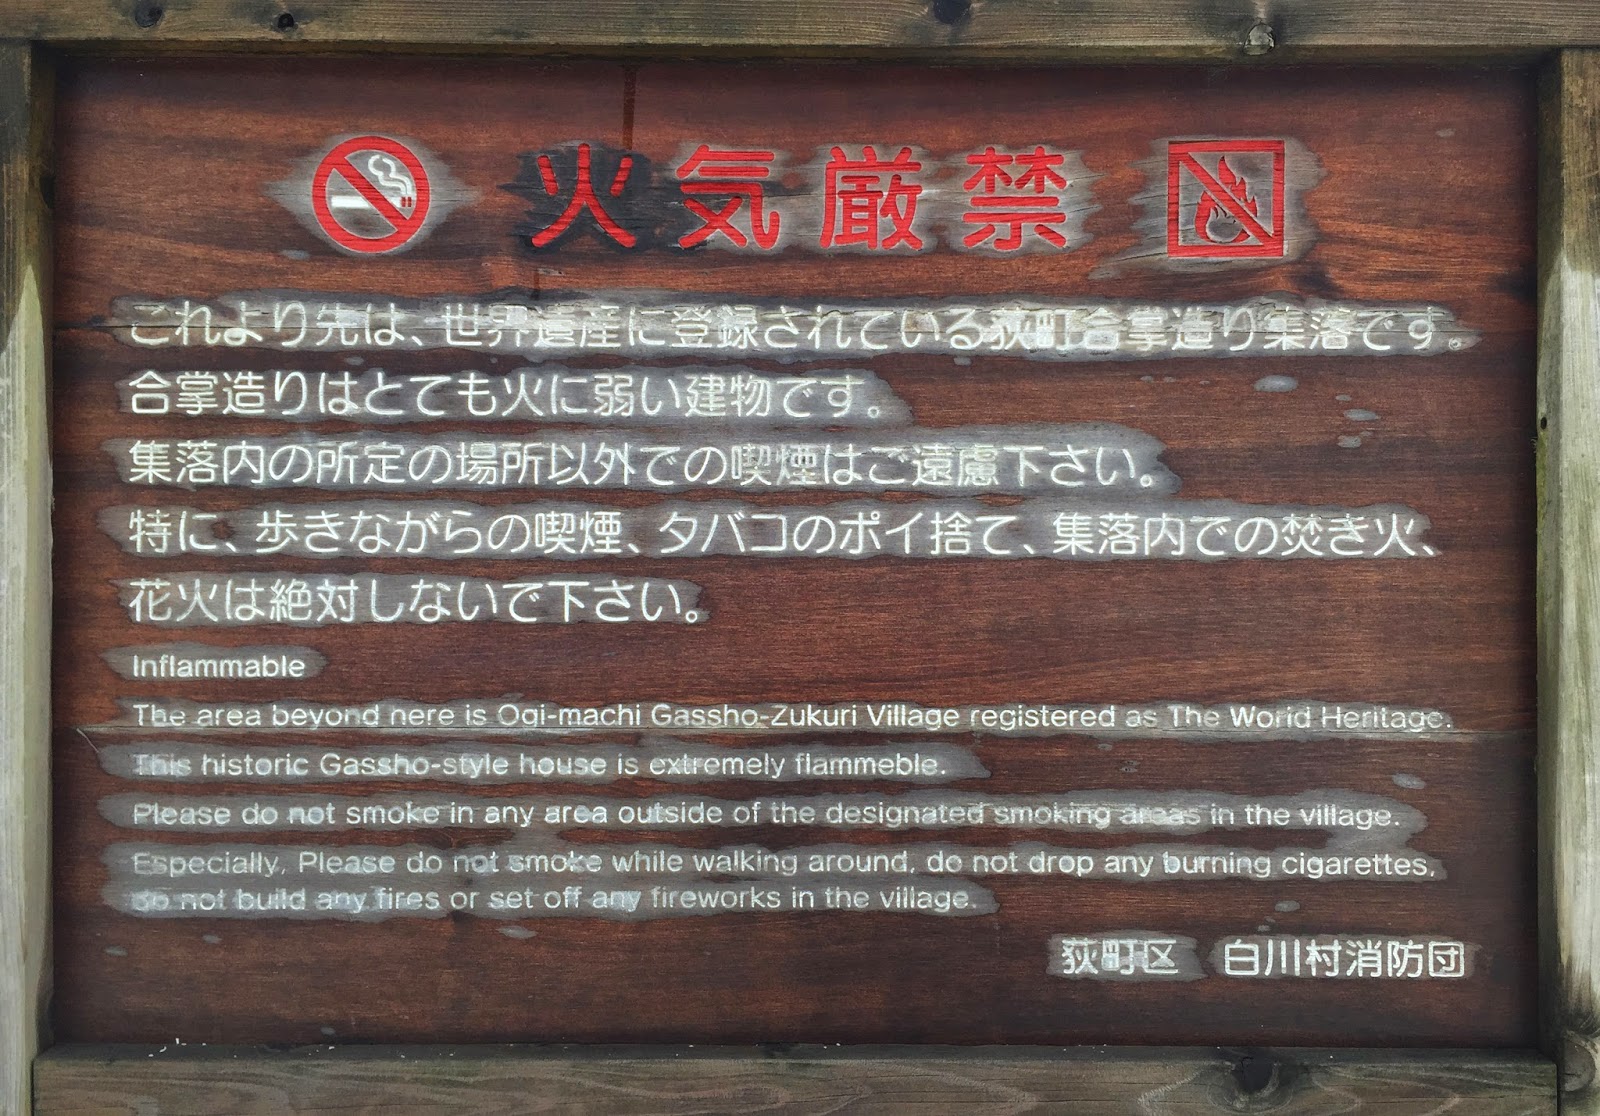 火気厳禁
これより先は、世界遺産に登録されている荻町合掌造り集落です。
合掌造りはとても火に弱い建物です。
集落内の所定の場所以外での喫煙はご遠慮下さい。
特に、歩きながらの喫煙、タバコのポイ捨て、集落内での焚き火、
花火は絶対しないで下さい。
Inflammable
The area beyond here is Ogi-machi Gassho-Zukuri Village registered as The World Heritage.
This historic Gassho-style house is extremely flammeble.
Please do not smoke in any area outside of the designated smoking areas in the village.
Especially, Please do not smoke while walking around, do not drop any burning cigarettes,
do not build any fires or set off any fireworks in the village.
荻町区 白川村消防団